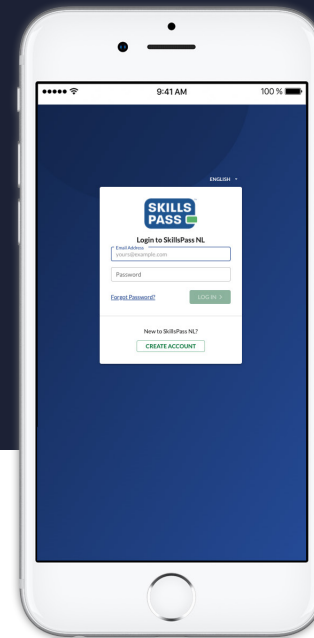 9:41 AM
100 %
ENGLISH
SKILLS
PASS
Login to SkillsPass NL
Email Address
yours@example.com
Password
Forgot Password?
LOG IN >
New to SkillsPass NL?
CREATE ACCOUNT